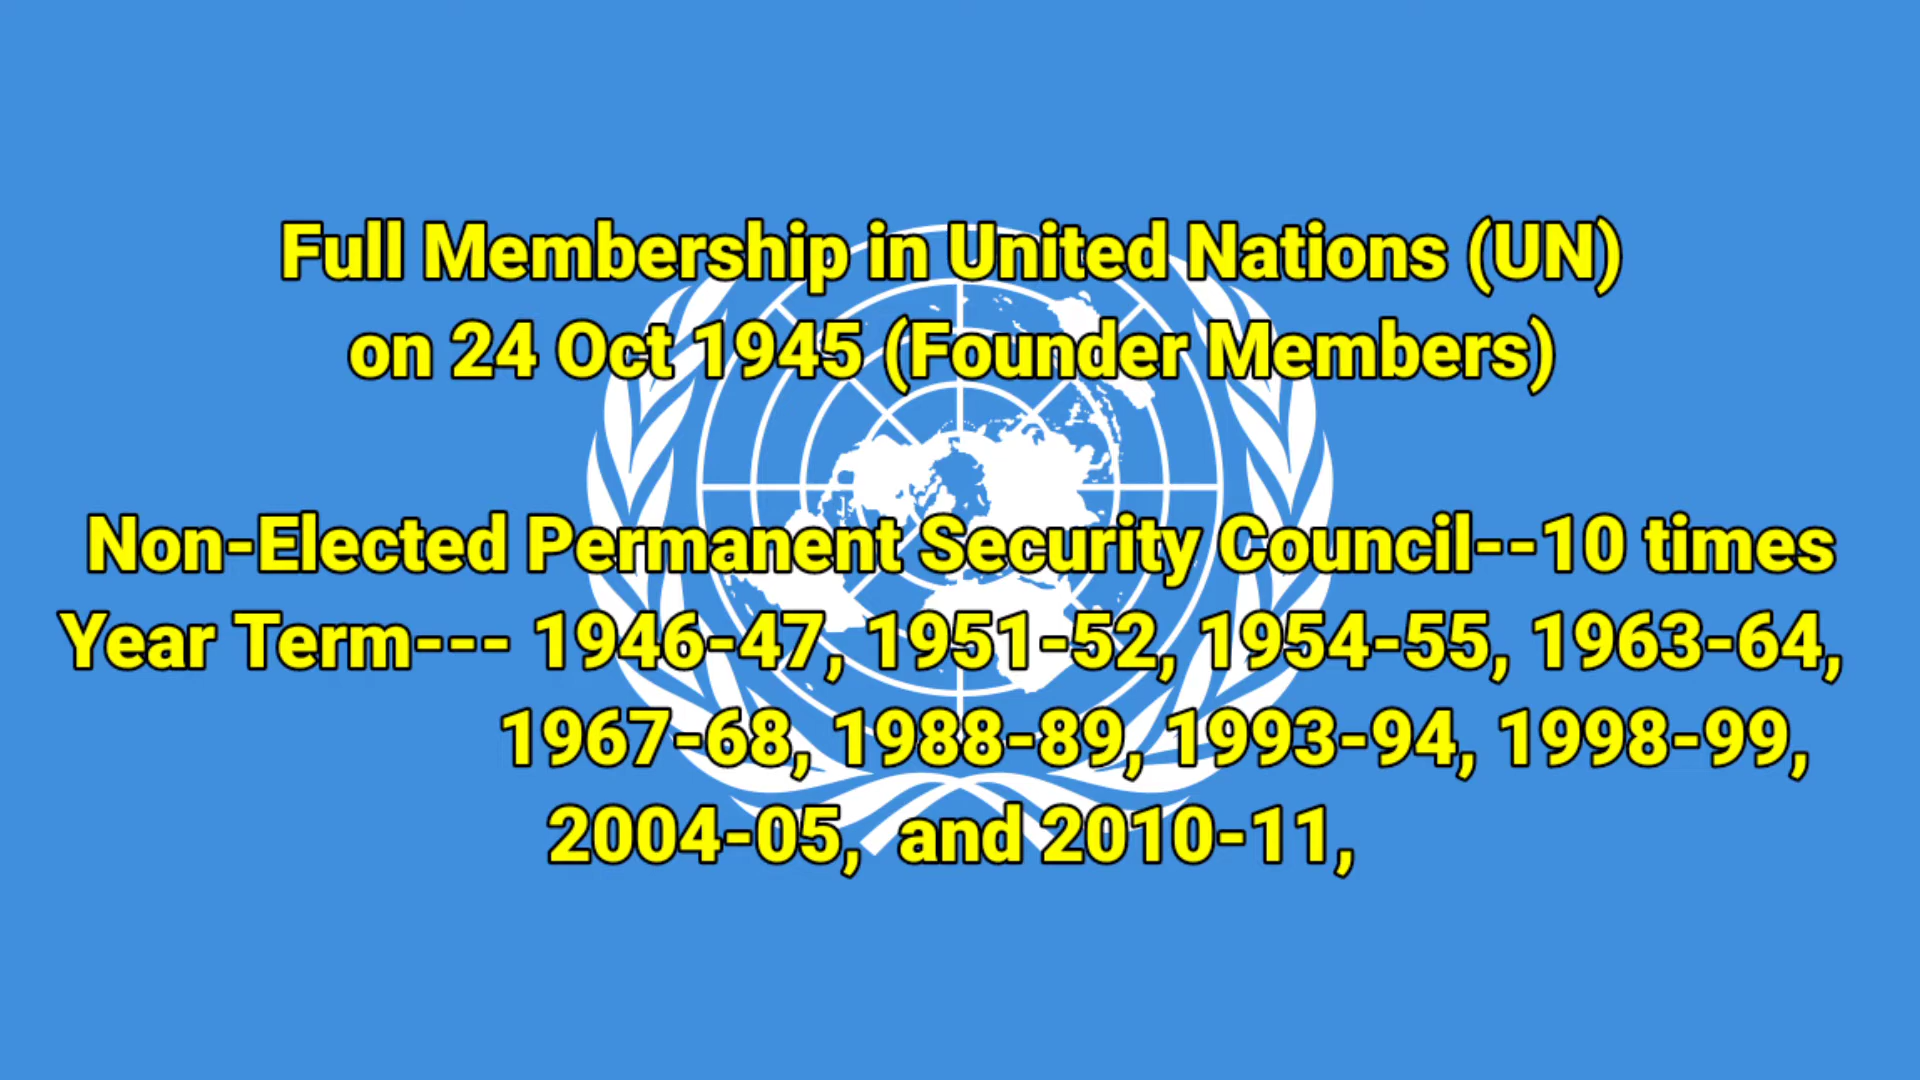 Full Membership in United Nations (UN)
on 24 Oct 1945 (Founder Members)
Non-Elected Permanent Security Council--10 times
Year Term--- 1946-47, 1951-52, 1954-55, 1963-64,
1967-68, 1988-89, 1993-94, 1998-99,
2004-05, and 2010-11,